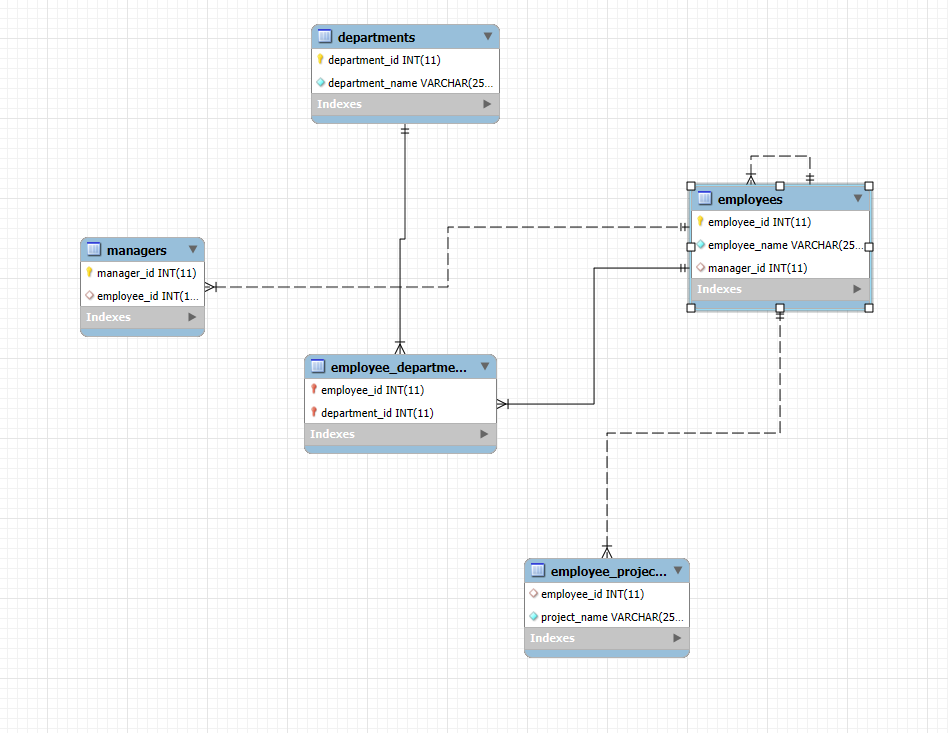 departments
department_id INT(11)
department_name VARCHAR(25...
Indexes
employees
employee_id INT(11)
employee_name VARCHAR(25...
manager_id INT(11)
Indexes
managers
manager_id INT(11)
employee_id INT(1...
Indexes
employee_departme...
employee_id INT(11)
department_id INT(11)
Indexes
employee_projec...
employee_id INT(11)
project_name VARCHAR(25...
Indexes